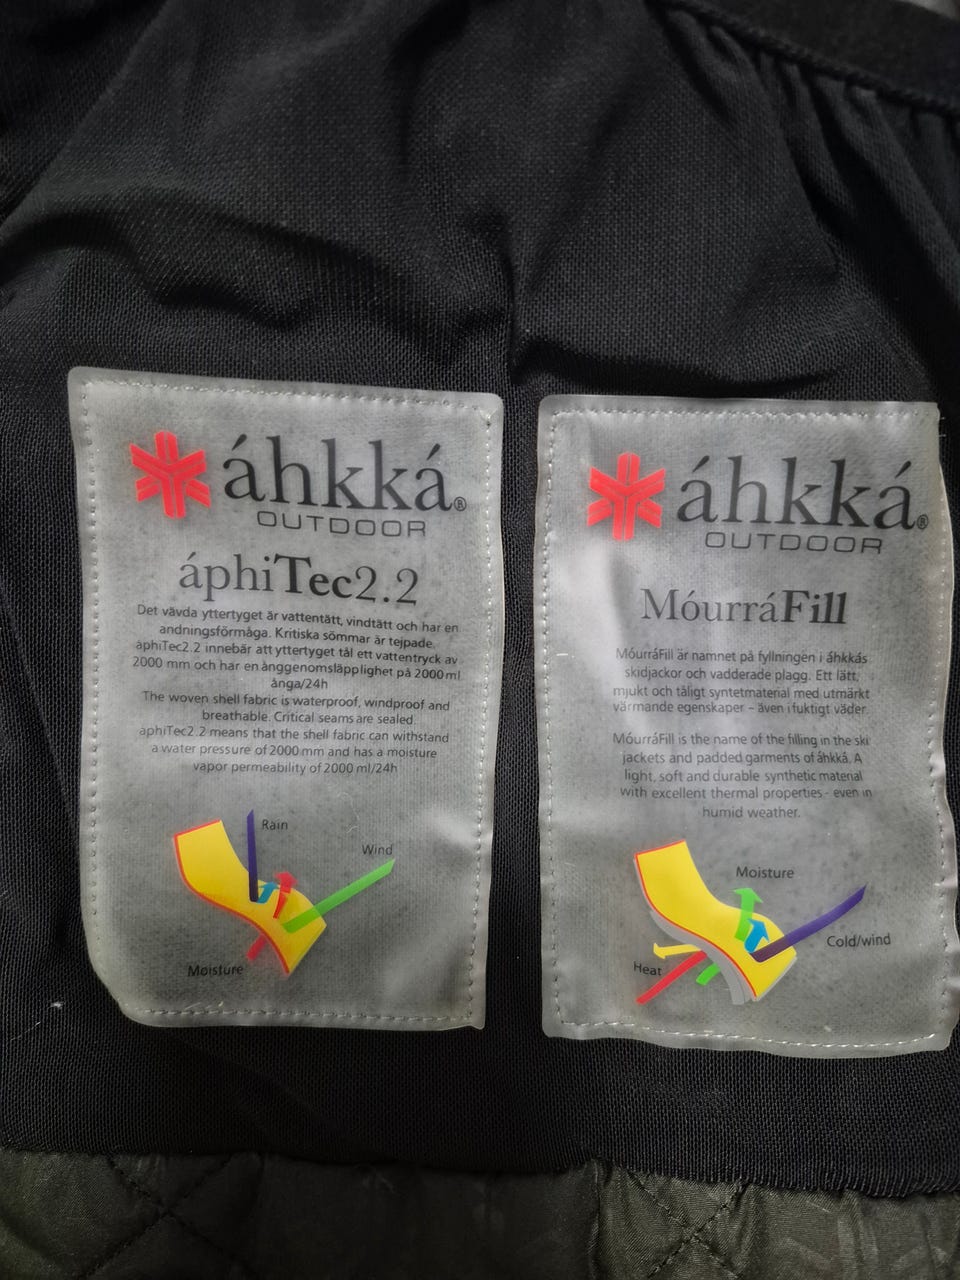 áhkká®
OUTDOOR
áphiTec2.2
Det vävda yttertyget är vattentätt, vindtätt och har en
andningsförmåga. Kritiska sömmar är tejpade.
áphiTec2.2 innebär att yttertyget tål ett vattentryck av
2000 mm och har en ånggenomsläpplighet på 2000 ml
ånga/24h
The woven shell fabric is waterproof, windproof and
breathable. Critical seams are sealed.
aphiTec2.2 means that the shell fabric can withstand
a water pressure of 2000 mm and has a moisture
vapor permeability of 2000 ml/24h
Rain
Wind
Moisture
áhkká®
OUTDOOR
MóurráFill
MóurráFill är namnet på fyllningen i áhkkás
skidjackor och vadderade plagg. Ett lätt,
mjukt och tåligt syntetmaterial med utmärkt
värmande egenskaper – även i fuktigt väder.
MóurráFill is the name of the filling in the ski
jackets and padded garments of áhkká. A
light, soft and durable synthetic material
with excellent thermal properties - even in
humid weather.
Moisture
Cold/wind
Heat